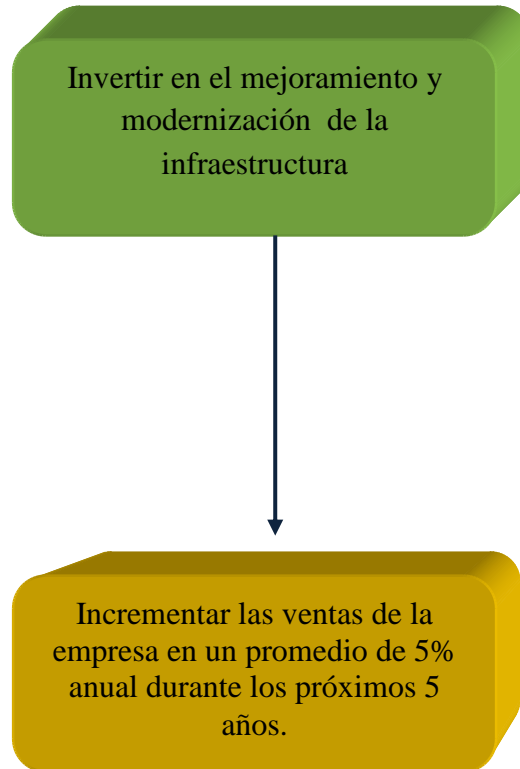 Invertir en el mejoramiento y
modernización  de la
infraestructura
Incrementar las ventas de la
empresa en un promedio de 5%
anual durante los próximos 5
años.